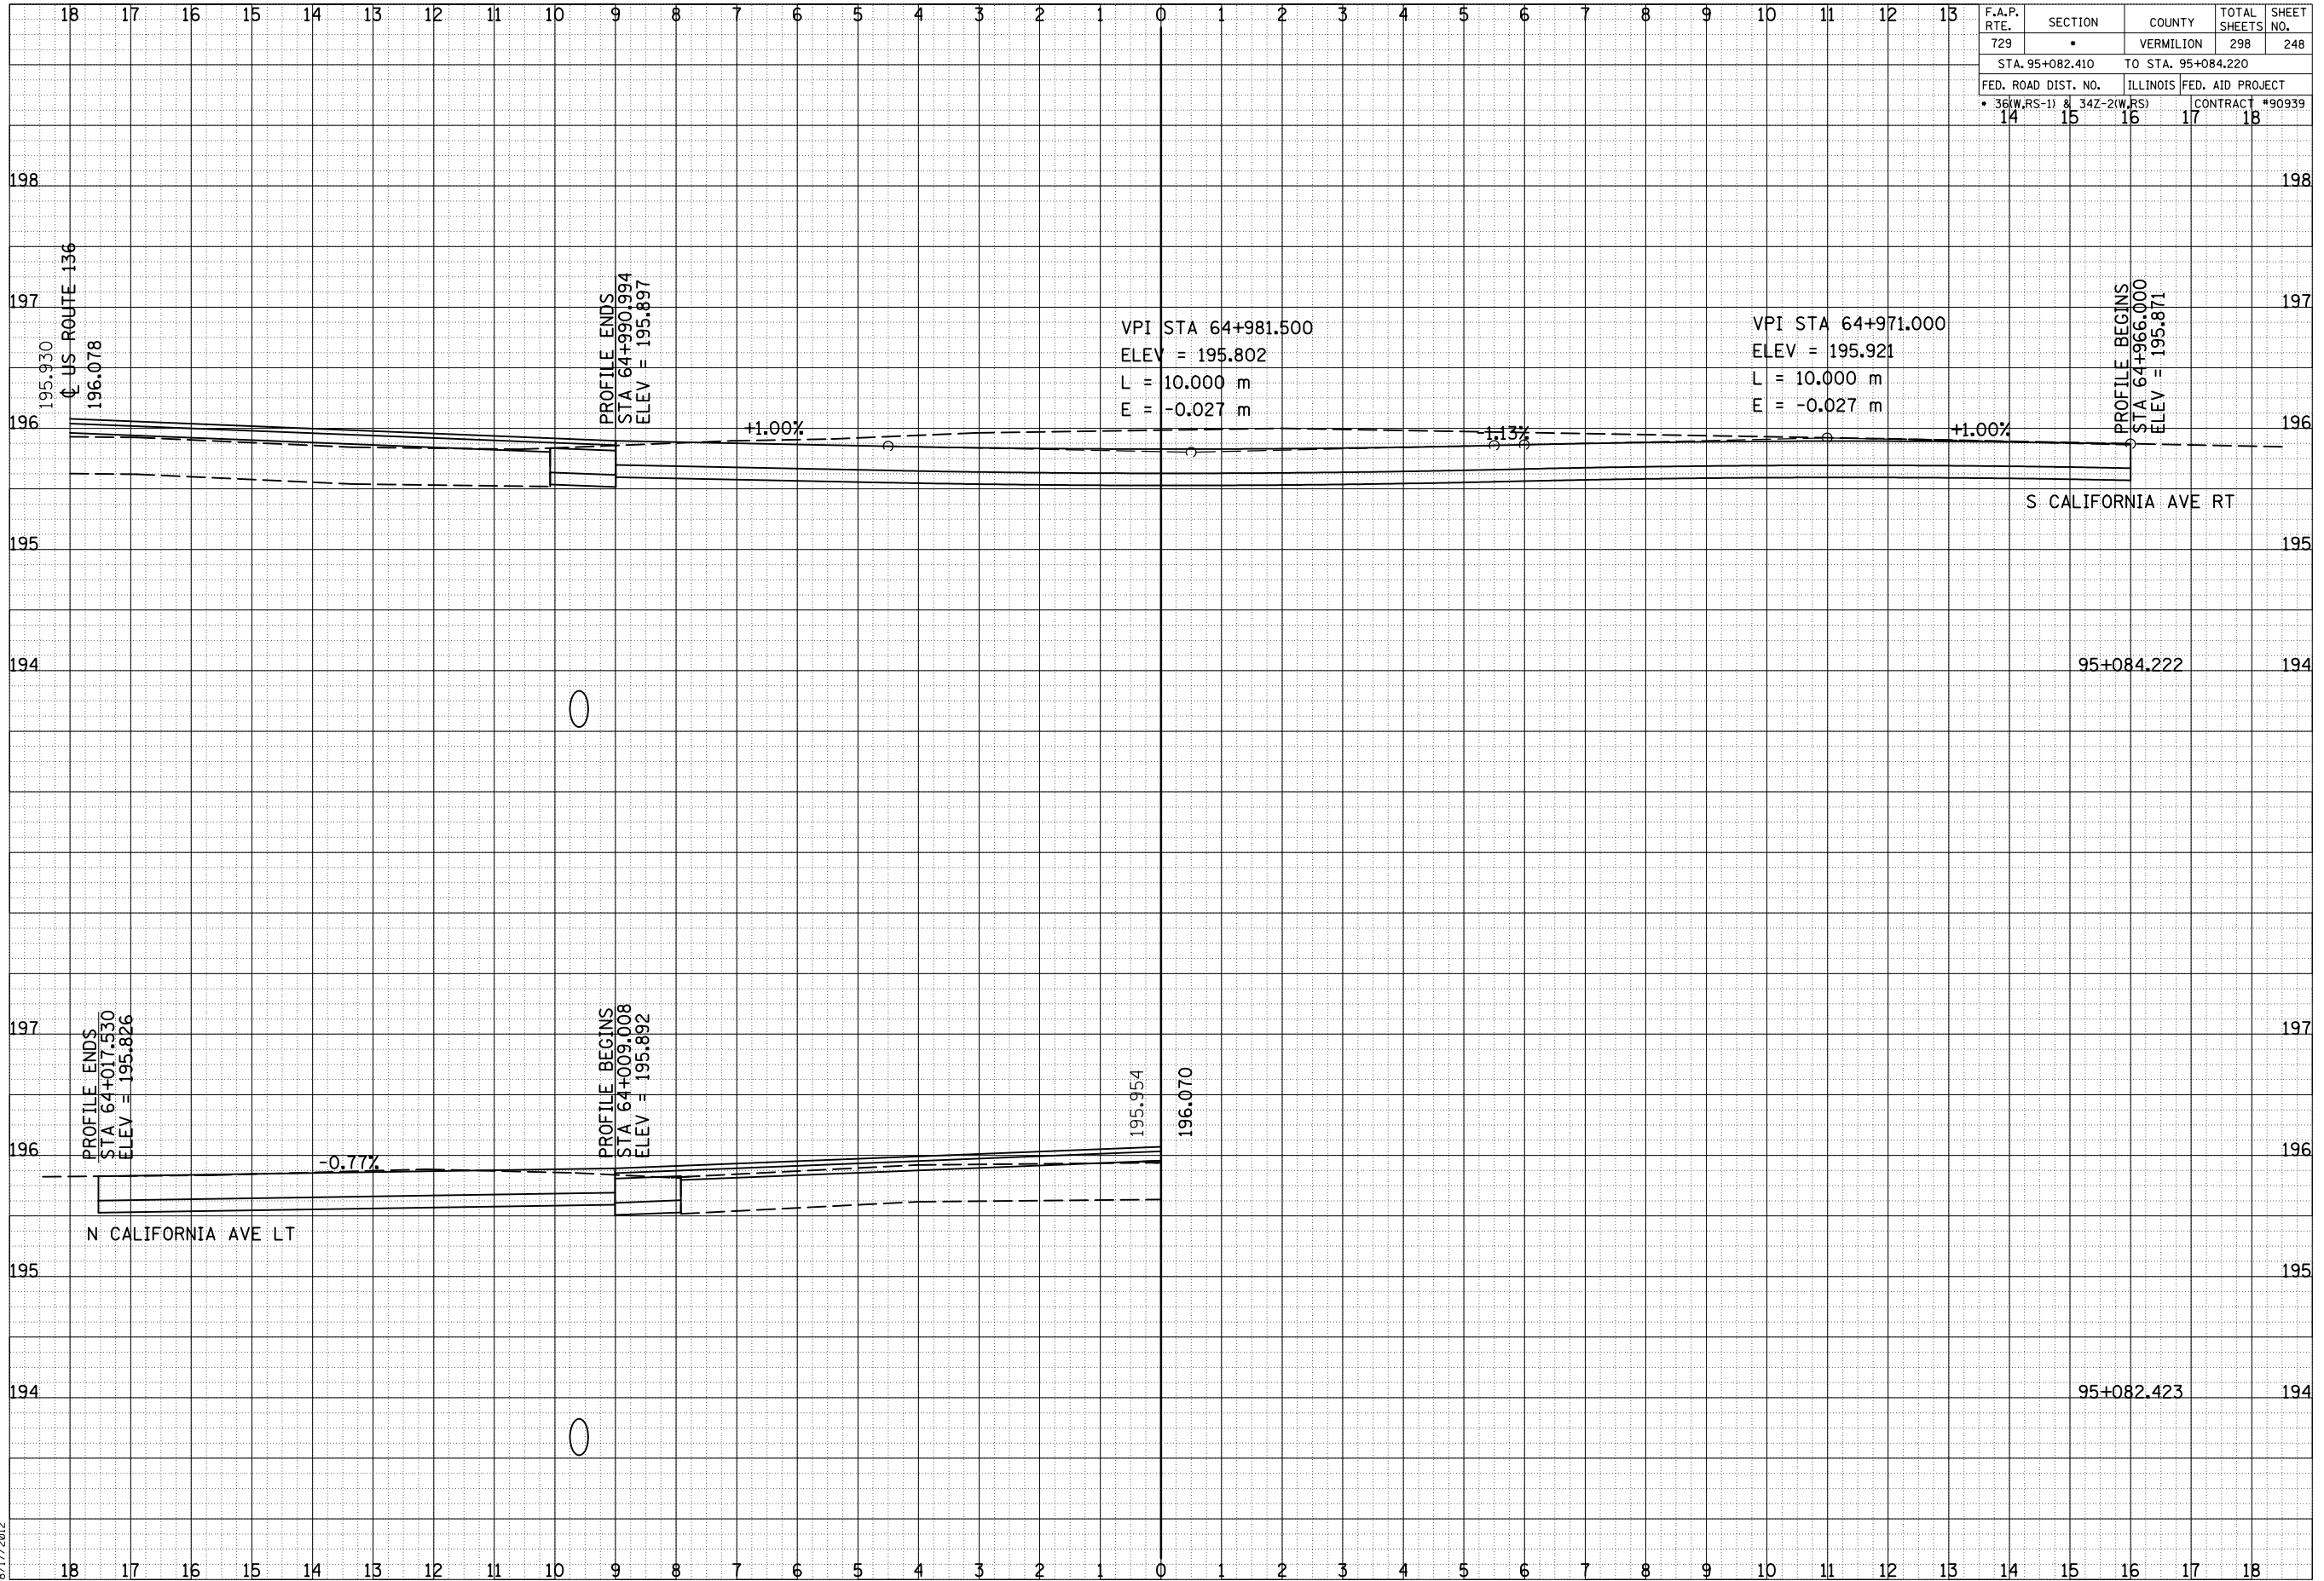 18 17 16 15 14 13 12 11 10 9 8 7 6 5 4 3 2 1 0 1 2 3 4 5 6 7 8 9 10 11 12 13
F.A.P. RTE. SECTION COUNTY TOTAL SHEETS SHEET NO.
729 * VERMILION 298 248
STA. 95+082.410 TO STA. 95+084.220
FED. ROAD DIST. NO. ILLINOIS FED. AID PROJECT
* 36(W,RS-1) & 34Z-2(W,RS) CONTRACT #90939
14 15 16 17 18
198 198
197 197
195.930
℄ US ROUTE 136
196.078
PROFILE ENDS
STA 64+990.994
ELEV = 195.897
VPI STA 64+981.500
ELEV = 195.802
L = 10.000 m
E = -0.027 m
VPI STA 64+971.000
ELEV = 195.921
L = 10.000 m
E = -0.027 m
PROFILE BEGINS
STA 64+966.000
ELEV = 195.871
196 196
+1.00% -1.13% +1.00%
S CALIFORNIA AVE RT
195 195
194 95+084.222 194
197 197
PROFILE ENDS
STA 64+017.530
ELEV = 195.826
PROFILE BEGINS
STA 64+009.008
ELEV = 195.892
195.954
196.070
196 196
-0.77%
N CALIFORNIA AVE LT
195 195
194 95+082.423 194
8/17/2012
18 17 16 15 14 13 12 11 10 9 8 7 6 5 4 3 2 1 0 1 2 3 4 5 6 7 8 9 10 11 12 13 14 15 16 17 18